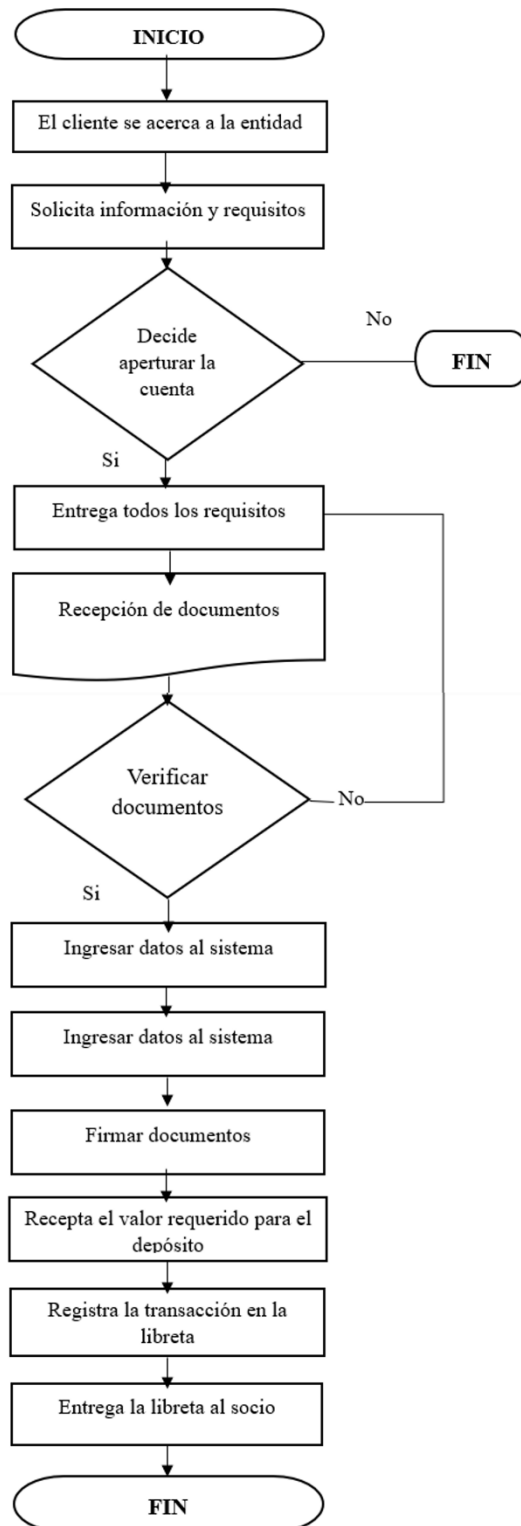 INICIO
El cliente se acerca a la entidad
Solicita información y requisitos
Decide
aperturar la
cuenta
No
FIN
Si
Entrega todos los requisitos
Recepción de documentos
Verificar
documentos
No
Si
Ingresar datos al sistema
Ingresar datos al sistema
Firmar documentos
Recepta el valor requerido para el
depósito
Registra la transacción en la
libreta
Entrega la libreta al socio
FIN